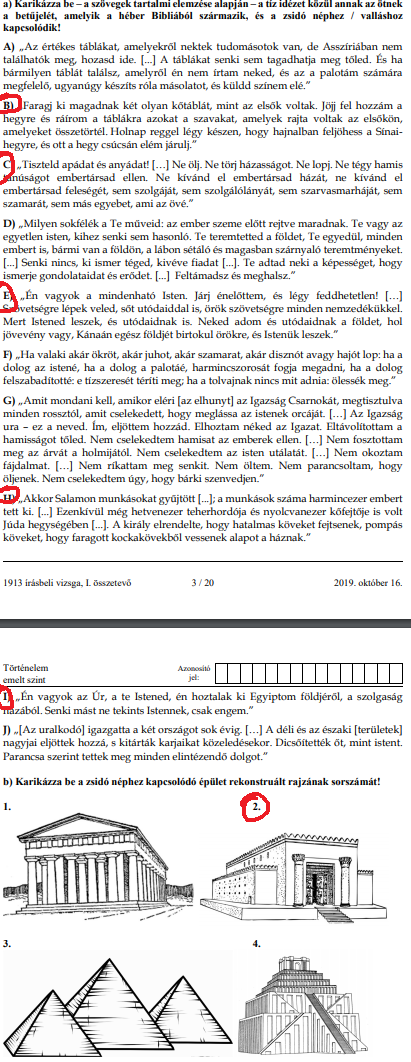 a) Karikázza be – a szövegek tartalmi elemzése alapján – a tíz idézet közül annak az ötnek
a betűjelét, amelyik a héber Bibliából származik, és a zsidó néphez / valláshoz
kapcsolódik!
A) „Az értékes táblákat, amelyekről nektek tudomásotok van, de Asszíriában nem
találhatók meg, hozasd ide. [...] A táblákat senki sem tagadhatja meg tőled. És ha
bármilyen táblát találsz, amelyről én nem írtam neked, és az a palotám számára
megfelelő, ugyanúgy készíts róla másolatot, és küldd színem elé.”
B) „Faragj ki magadnak két olyan kőtáblát, mint az elsők voltak. Jöjj fel hozzám a
hegyre és ráírom a táblákra azokat a szavakat, amelyek rajta voltak az elsőkön,
amelyeket összetörtél. Holnap reggel légy készen, hogy hajnalban feljöhess a Sínai-
hegyre, és ott a hegy csúcsán elém járulj.”
C) „Tiszteld apádat és anyádat! [...] Ne ölj. Ne törj házasságot. Ne lopj. Ne tégy hamis
tanúságot embertársad ellen. Ne kívánd el embertársad házát, ne kívánd el
embertársad feleségét, sem szolgáját, sem szolgálólányát, sem szarvasmarháját, sem
szamarát, sem más egyebet, ami az övé.”
D) „Milyen sokfélék a Te műveid: az ember szeme előtt rejtve maradnak. Te vagy az
egyetlen isten, kihez senki sem hasonló. Te teremtetted a földet, Te egyedül, minden
embert is, bármi van a földön, a lábon sétáló és magasban szárnyaló teremtményeket.
[...] Senki nincs, ki ismer téged, kivéve fiadat [...]. Te adtad neki a képességet, hogy
ismerje gondolataidat és erődet. [...] Feltámadsz és meghalsz.”
E) „Én vagyok a mindenható Isten. Járj énelőttem, és légy feddhetetlen! [...]
Szövetségre lépek veled, sőt utódaiddal is, örök szövetségre minden nemzedékükkel.
Mert Istened leszek, és utódaidnak is. Neked adom és utódaidnak a földet, hol
jövevény vagy, Kánaán egész földjét birtokul örökre, és Istenük leszek.”
F) „Ha valaki akár ökröt, akár juhot, akár szamarat, akár disznót avagy hajót lop: ha a
dolog az istené, ha a dolog a palotáé, harmincszorosát fogja megadni, ha a dolog
felszabadítotté: e tízszeresét téríti meg; ha a tolvajnak nincs mit adnia: ölessék meg.”
G) „Amit mondani kell, amikor eléri [az elhunyt] az Igazság Csarnokát, megtisztulva
minden rossztól, amit cselekedett, hogy meglássa az istenek orcáját. [...] Az Igazság
ura – ez a neved. Ím, eljöttem hozzád. Elhoztam néked az Igazat. Eltávolítottam a
hamisságot tőled. Nem cselekedtem hamisat az emberek ellen. [...] Nem fosztottam
meg az árvát a holmijától. Nem cselekedtem az isten utálatát. [...] Nem okoztam
fájdalmat. [...] Nem ríkattam meg senkit. Nem öltem. Nem parancsoltam, hogy
öljenek. Nem cselekedtem úgy, hogy bárki szenvedjen.”
H) „Akkor Salamon munkásokat gyűjtött [...]; a munkások száma harmincezer embert
tett ki. [...] Ezenkívül még hetvenezer teherhordója és nyolcvanezer kőfejtője is volt
Júda hegységében [...]. A király elrendelte, hogy hatalmas köveket fejtsenek, pompás
köveket, hogy faragott kockakövekből vessenek alapot a háznak.”
1913 írásbeli vizsga, I. összetevő 3 / 20 2019. október 16.
Történelem
emelt szint
Azonosító
jel:
I) „Én vagyok az Úr, a te Istened, én hoztalak ki Egyiptom földjéről, a szolgaság
házából. Senki mást ne tekints Istennek, csak engem.”
J) „[Az uralkodó] igazgatta a két országot sok évig. [...] A déli és az északi [területek]
nagyjai eljöttek hozzá, s kitárták karjaikat közeledésekor. Dicsőítették őt, mint istent.
Parancsa szerint tettek meg minden elintézendő dolgot.”
b) Karikázza be a zsidó néphez kapcsolódó épület rekonstruált rajzának sorszámát!
1. 2.
3. 4.